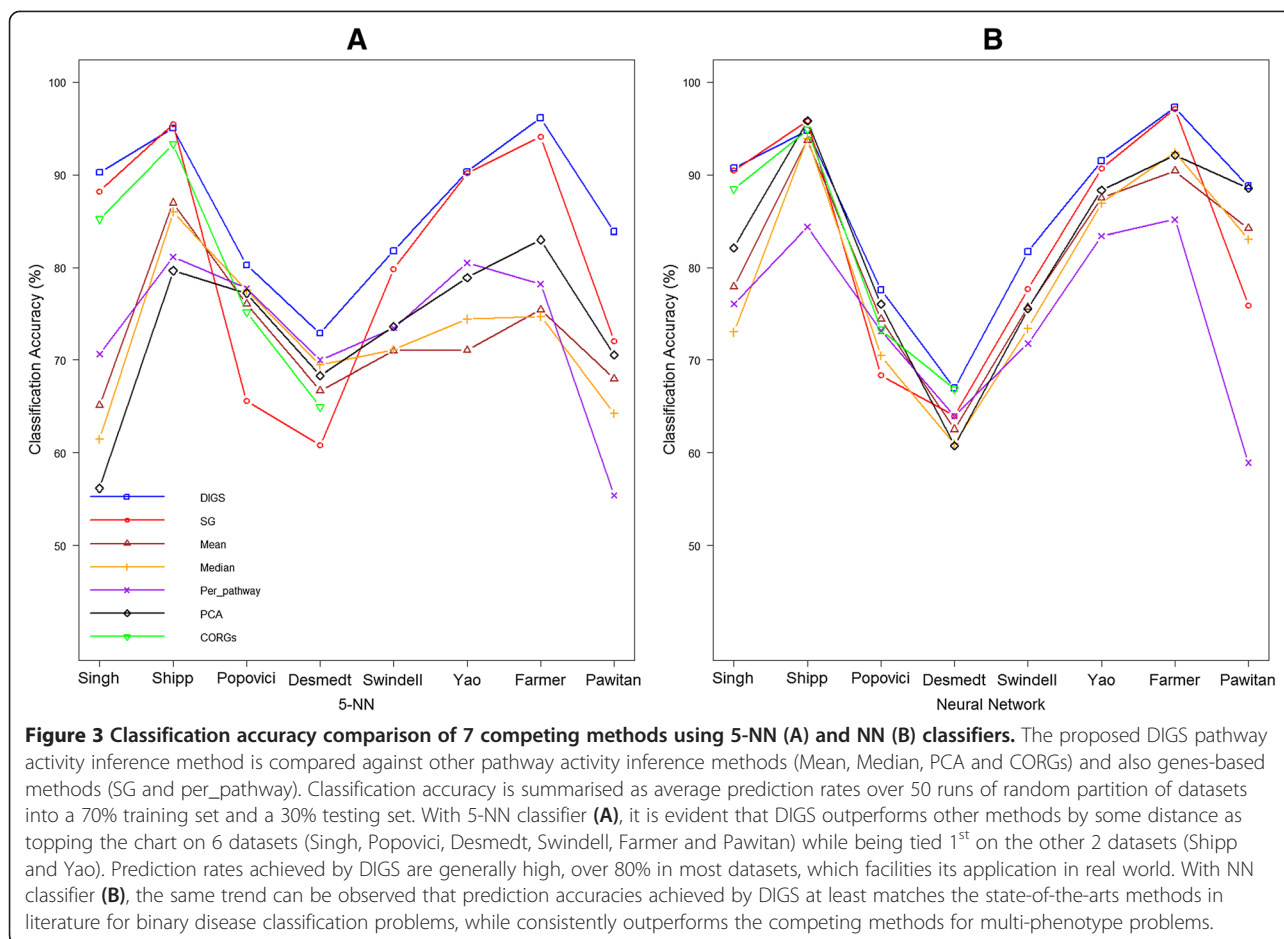 A
B
100
90
80
70
60
50
Classification Accuracy (%)
DIGS
SG
Mean
Median
Per_pathway
PCA
CORGs
Singh
Shipp
Popovici
Desmedt
Swindell
Yao
Farmer
Pawitan
5-NN
100
90
80
70
60
50
Classification Accuracy (%)
Singh
Shipp
Popovici
Desmedt
Swindell
Yao
Farmer
Pawitan
Neural Network
Figure 3 Classification accuracy comparison of 7 competing methods using 5-NN (A) and NN (B) classifiers. The proposed DIGS pathway
activity inference method is compared against other pathway activity inference methods (Mean, Median, PCA and CORGs) and also genes-based
methods (SG and per_pathway). Classification accuracy is summarised as average prediction rates over 50 runs of random partition of datasets
into a 70% training set and a 30% testing set. With 5-NN classifier (A), it is evident that DIGS outperforms other methods by some distance as
topping the chart on 6 datasets (Singh, Popovici, Desmedt, Swindell, Farmer and Pawitan) while being tied 1st on the other 2 datasets (Shipp
and Yao). Prediction rates achieved by DIGS are generally high, over 80% in most datasets, which facilities its application in real world. With NN
classifier (B), the same trend can be observed that prediction accuracies achieved by DIGS at least matches the state-of-the-arts methods in
literature for binary disease classification problems, while consistently outperforms the competing methods for multi-phenotype problems.